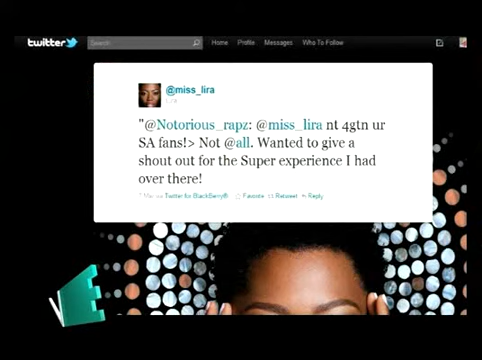 twitter
Search
Home Profile Messages Who To Follow
@miss_lira
"@Notorious_rapz: @miss_lira nt 4gtn ur
SA fans!> Not @all. Wanted to give a
shout out for the Super experience I had
over there!
Twitter for BlackBerry® Favorite Retweet Reply